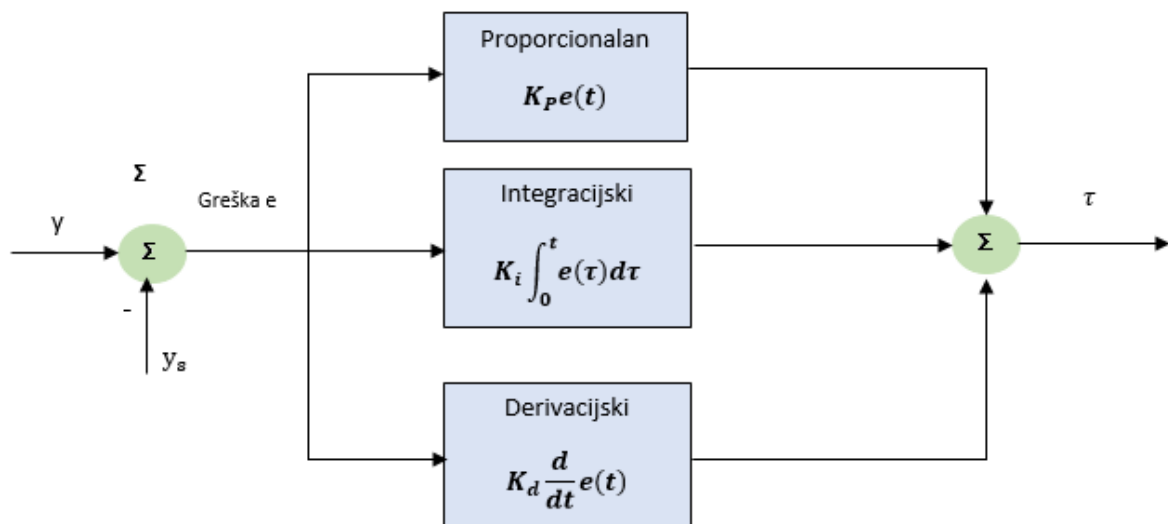 Proporcionalan
K_P e(t)
Σ
Greška e
y
Σ
-
y_s
Integracijski
K_i ∫_0^t e(τ)dτ
Σ
τ
Derivacijski
K_d d/dt e(t)